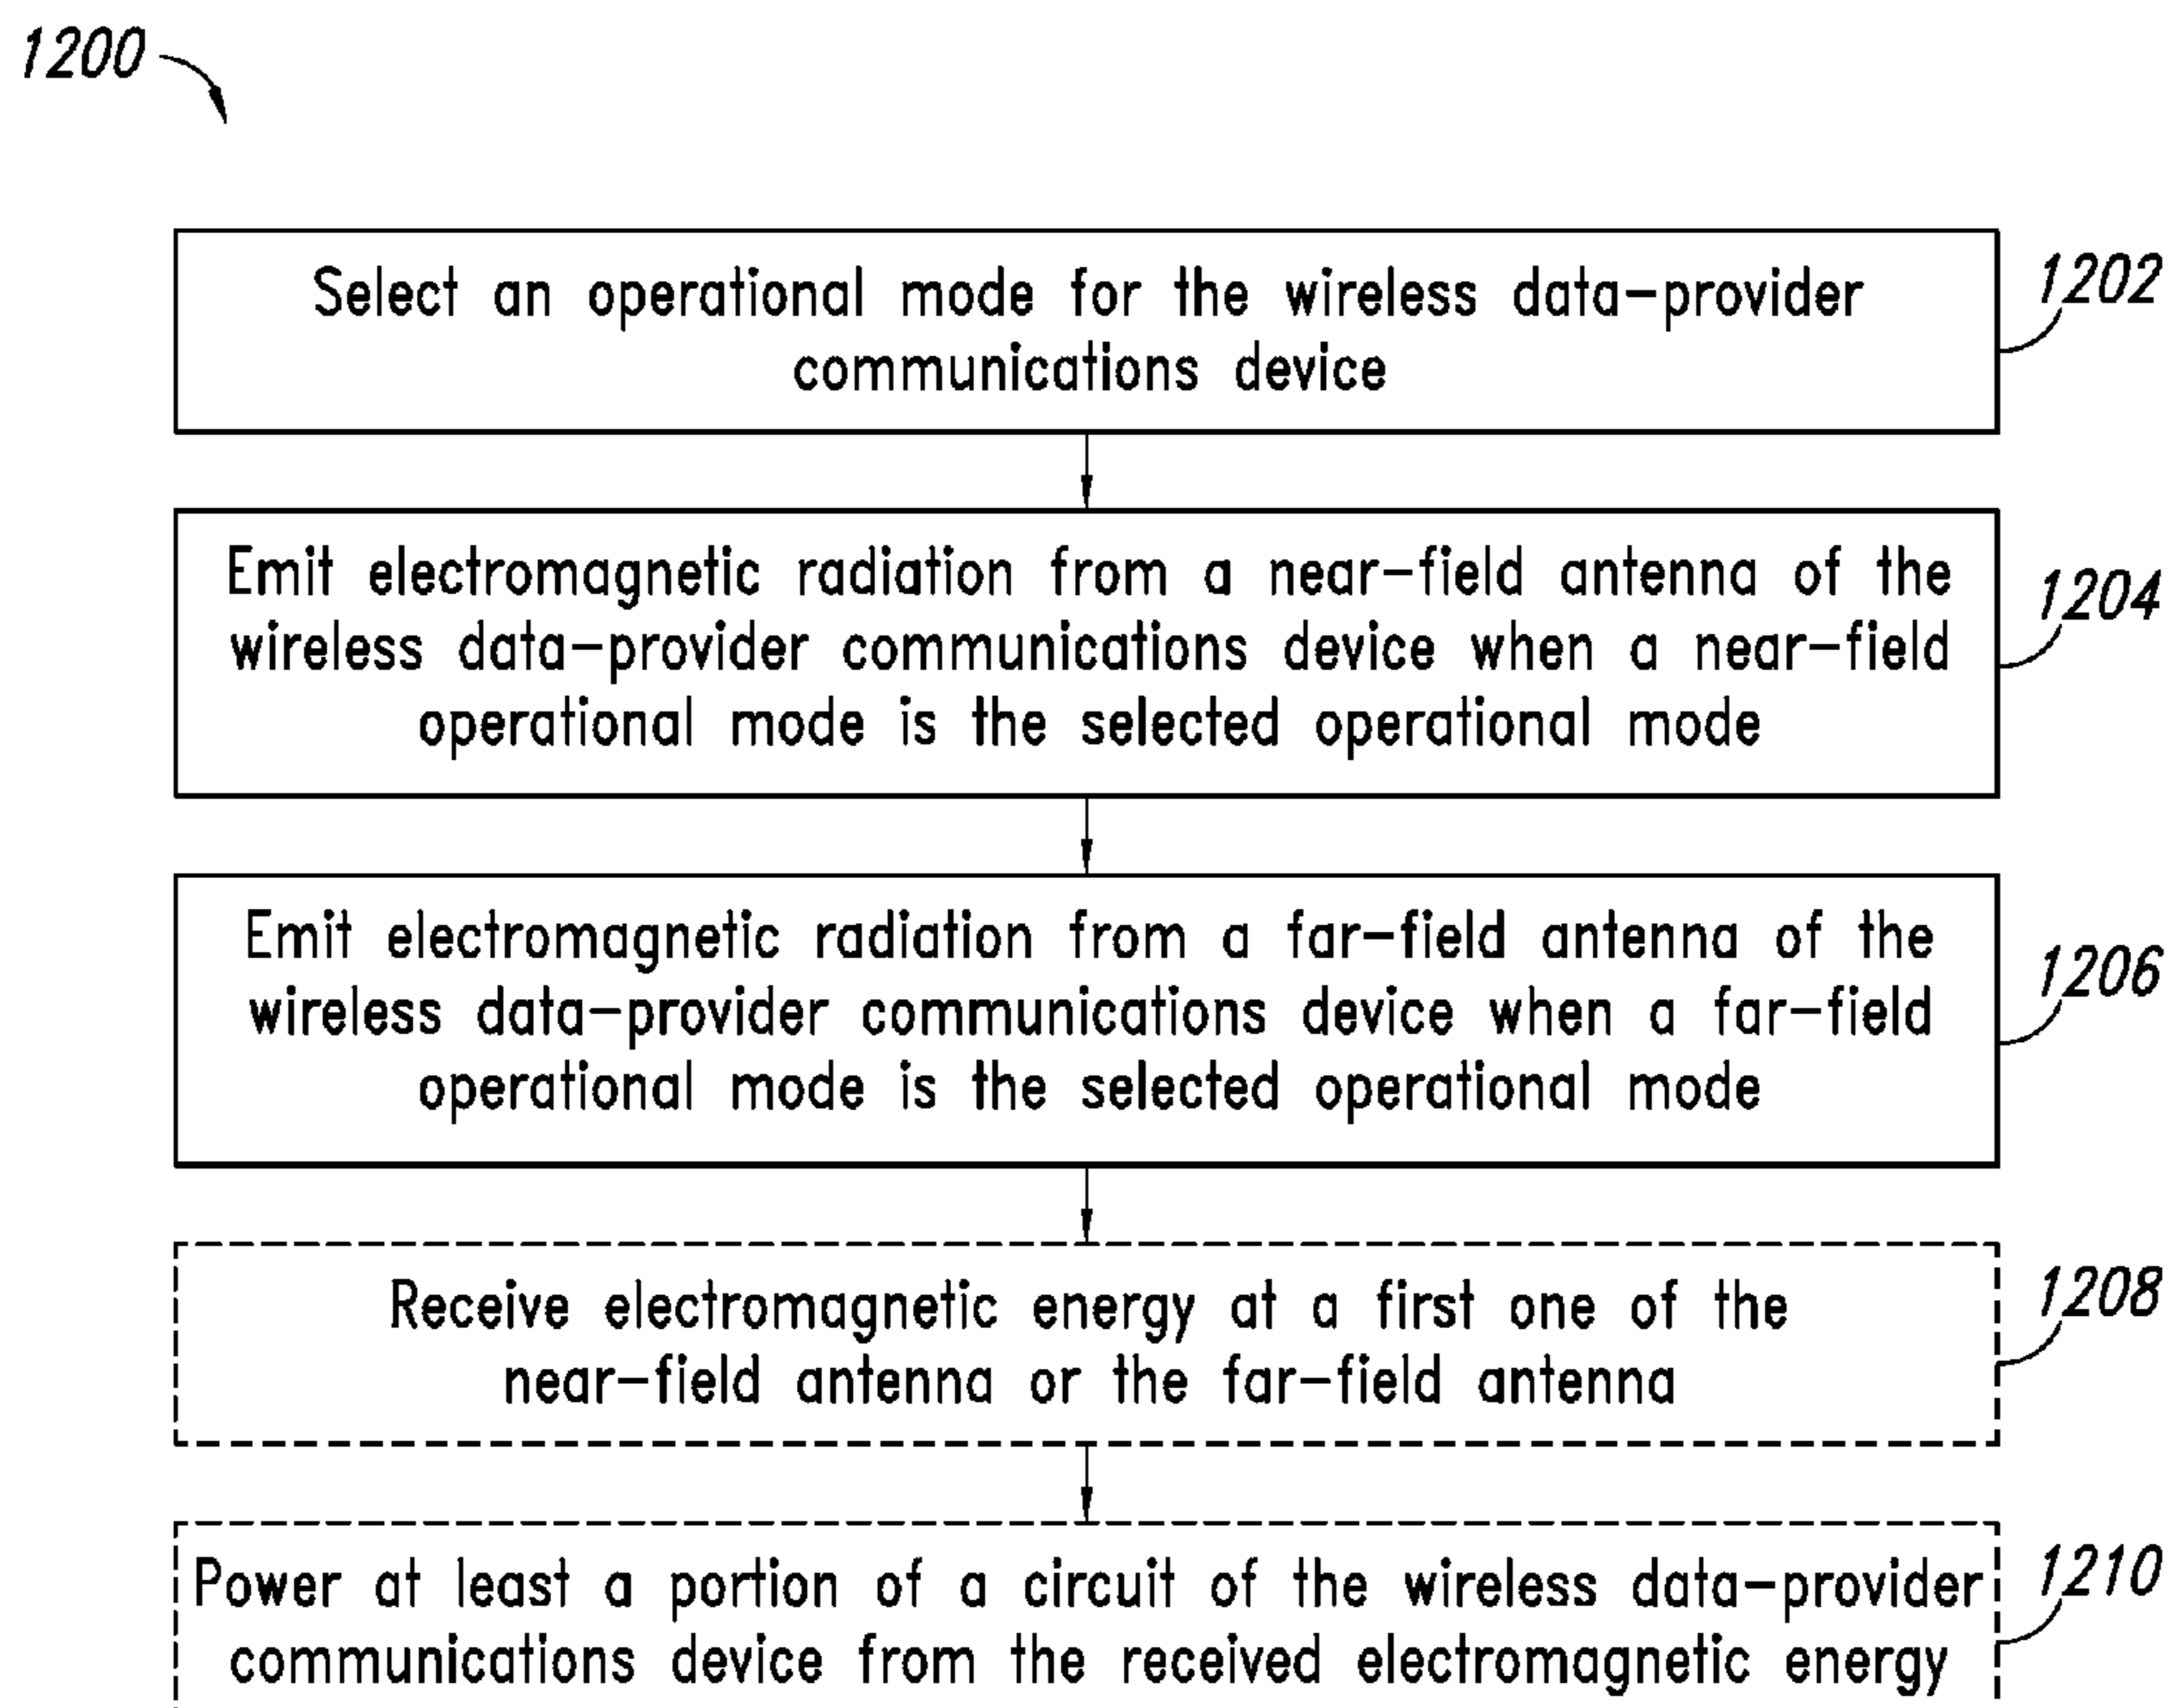 1200
Select an operational mode for the wireless data-provider
communications device
1202
Emit electromagnetic radiation from a near-field antenna of the
wireless data-provider communications device when a near-field
operational mode is the selected operational mode
1204
Emit electromagnetic radiation from a far-field antenna of the
wireless data-provider communications device when a far-field
operational mode is the selected operational mode
1206
Receive electromagnetic energy at a first one of the
near-field antenna or the far-field antenna
1208
Power at least a portion of a circuit of the wireless data-provider
communications device from the received electromagnetic energy
1210